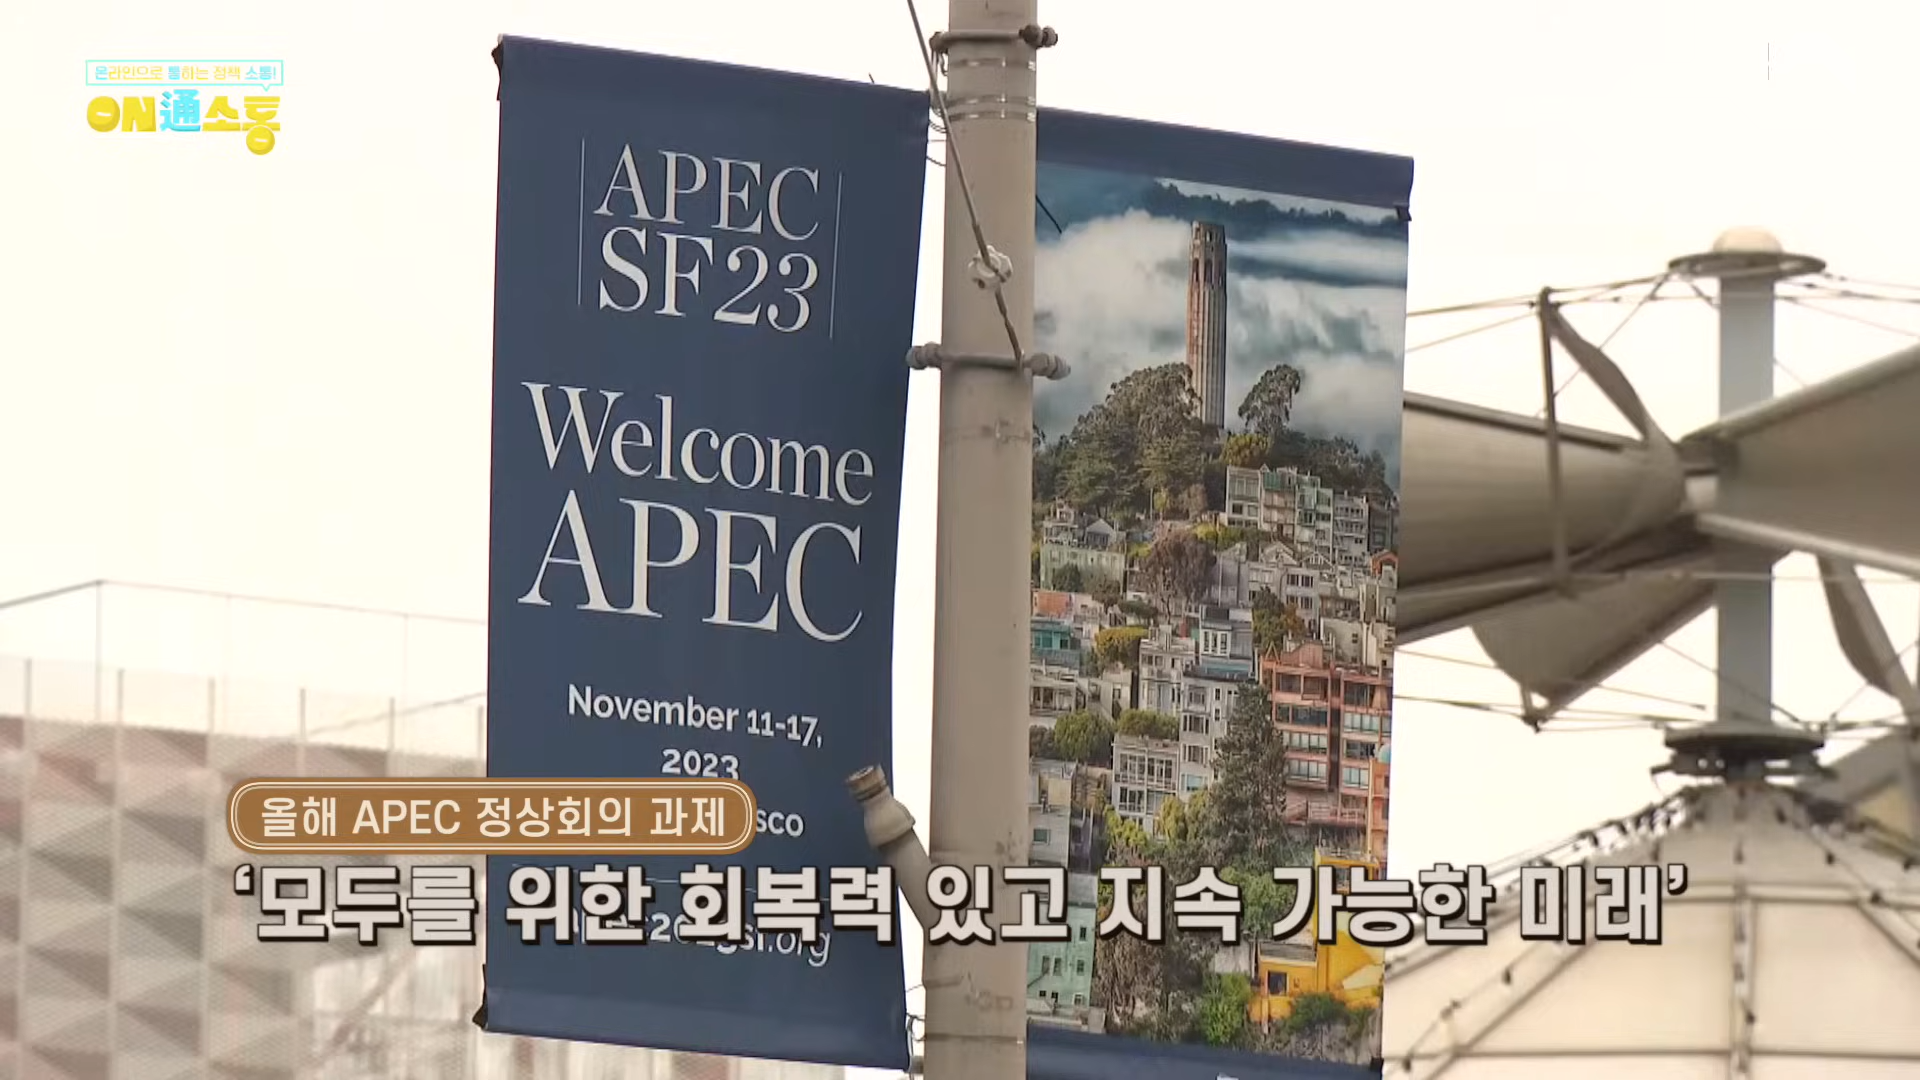 온라인으로 통하는 정책 소통!
ON通소통
APEC
SF23
Welcome
APEC
November 11-17,
2023
올해 APEC 정상회의 과제
‘모두를 위한 회복력 있고 지속 가능한 미래’